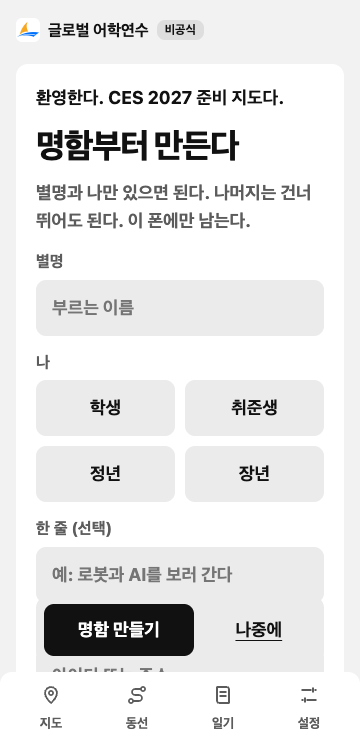 글로벌 어학연수 비공식
환영한다. CES 2027 준비 지도다.
명함부터 만든다
별명과 나만 있으면 된다. 나머지는 건너
뛰어도 된다. 이 폰에만 남는다.
별명
부르는 이름
나
학생 취준생
정년 장년
한 줄 (선택)
예: 로봇과 AI를 보러 간다
명함 만들기 나중에
지도 동선 일기 설정